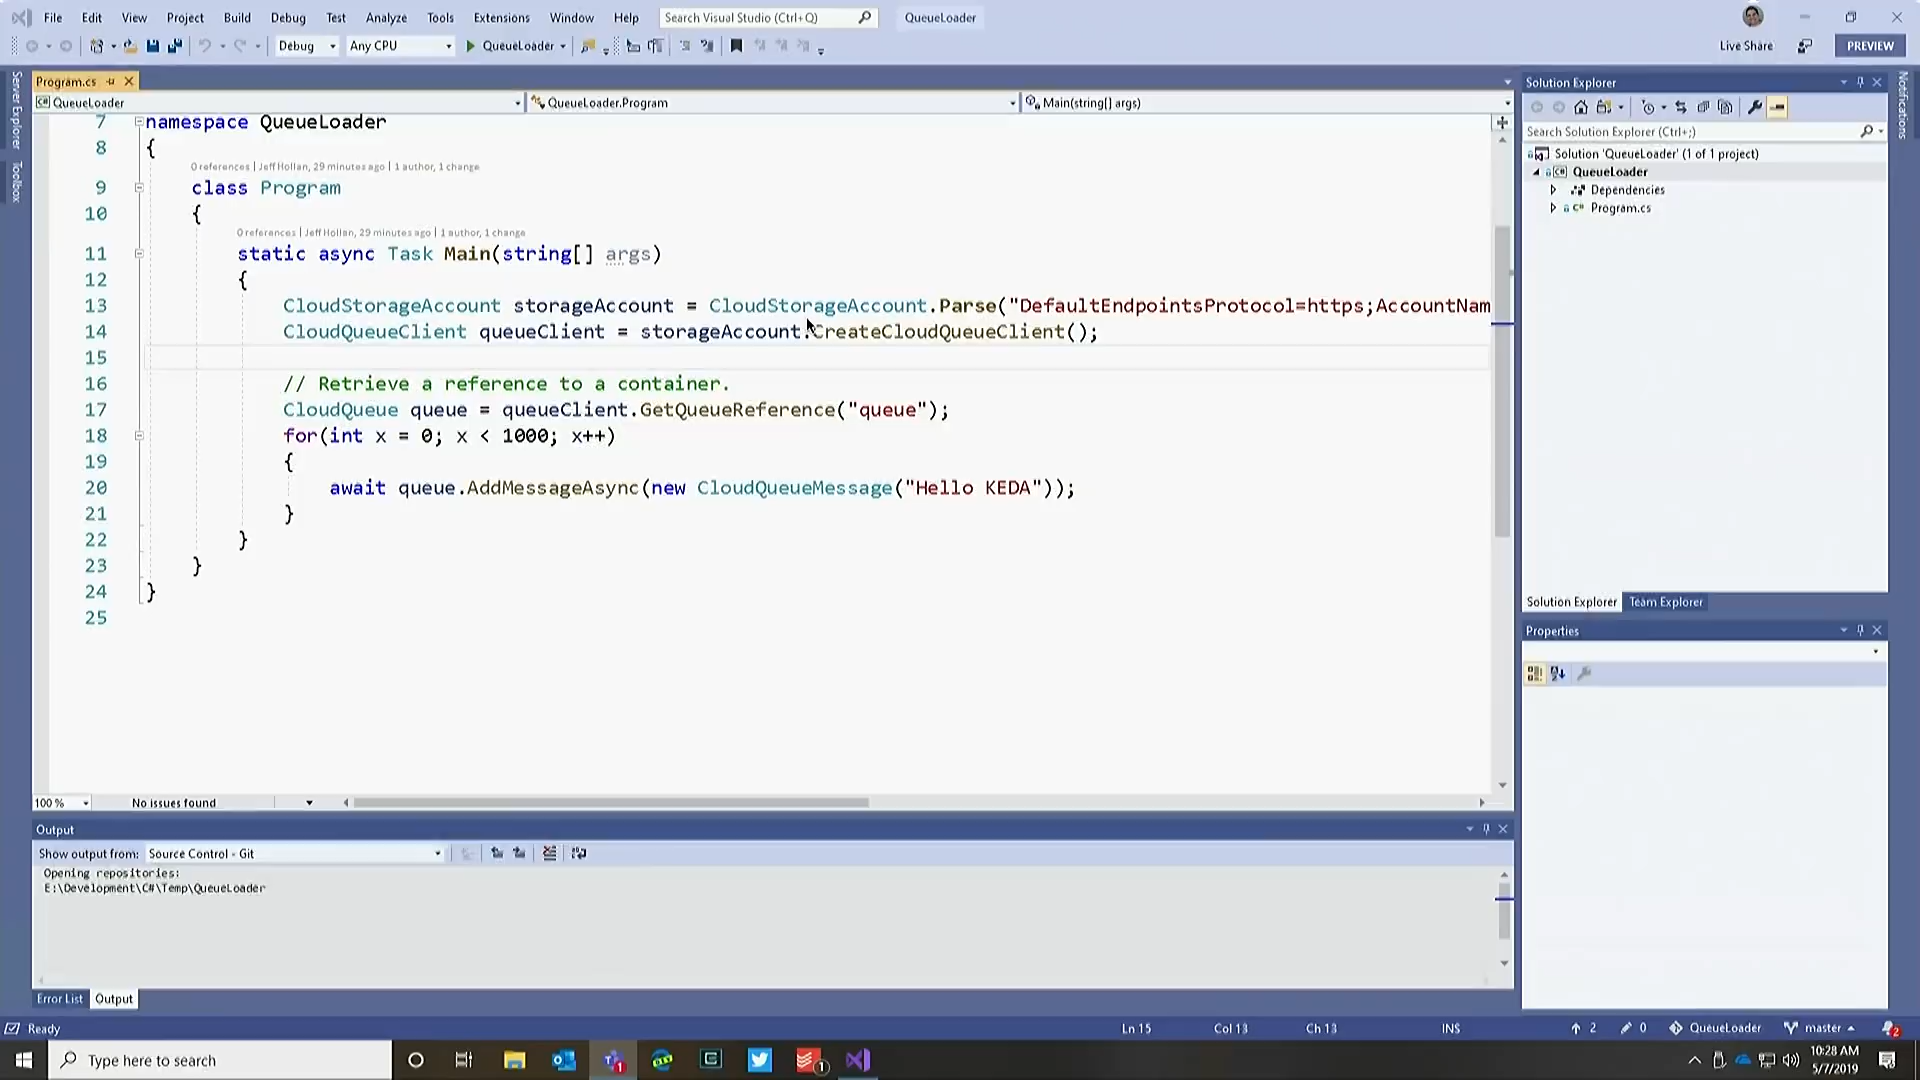 File Edit View Project Build Debug Test Analyze Tools Extensions Window Help Search Visual Studio (Ctrl+Q) QueueLoader
Debug Any CPU QueueLoader Live Share PREVIEW
Server Explorer
Toolbox
Notifications
Program.cs
QueueLoader QueueLoader.Program Main(string[] args)
7 namespace QueueLoader
8 {
0 references | Jeff Hollan, 29 minutes ago | 1 author, 1 change
9 class Program
10 {
0 references | Jeff Hollan, 29 minutes ago | 1 author, 1 change
11 static async Task Main(string[] args)
12 {
13 CloudStorageAccount storageAccount = CloudStorageAccount.Parse("DefaultEndpointsProtocol=https;AccountNam
14 CloudQueueClient queueClient = storageAccount.CreateCloudQueueClient();
15
16 // Retrieve a reference to a container.
17 CloudQueue queue = queueClient.GetQueueReference("queue");
18 for(int x = 0; x < 1000; x++)
19 {
20 await queue.AddMessageAsync(new CloudQueueMessage("Hello KEDA"));
21 }
22 }
23 }
24 }
25
100 % No issues found
Output
Show output from: Source Control - Git
Opening repositories:
E:\Development\C#\Temp\QueueLoader
Error List Output
Solution Explorer
Search Solution Explorer (Ctrl+;)
Solution 'QueueLoader' (1 of 1 project)
QueueLoader
Dependencies
Program.cs
Solution Explorer Team Explorer
Properties
Ready Ln 15 Col 13 Ch 13 INS 2 0 QueueLoader master 2
Type here to search 1 1 10:28 AM
5/7/2019